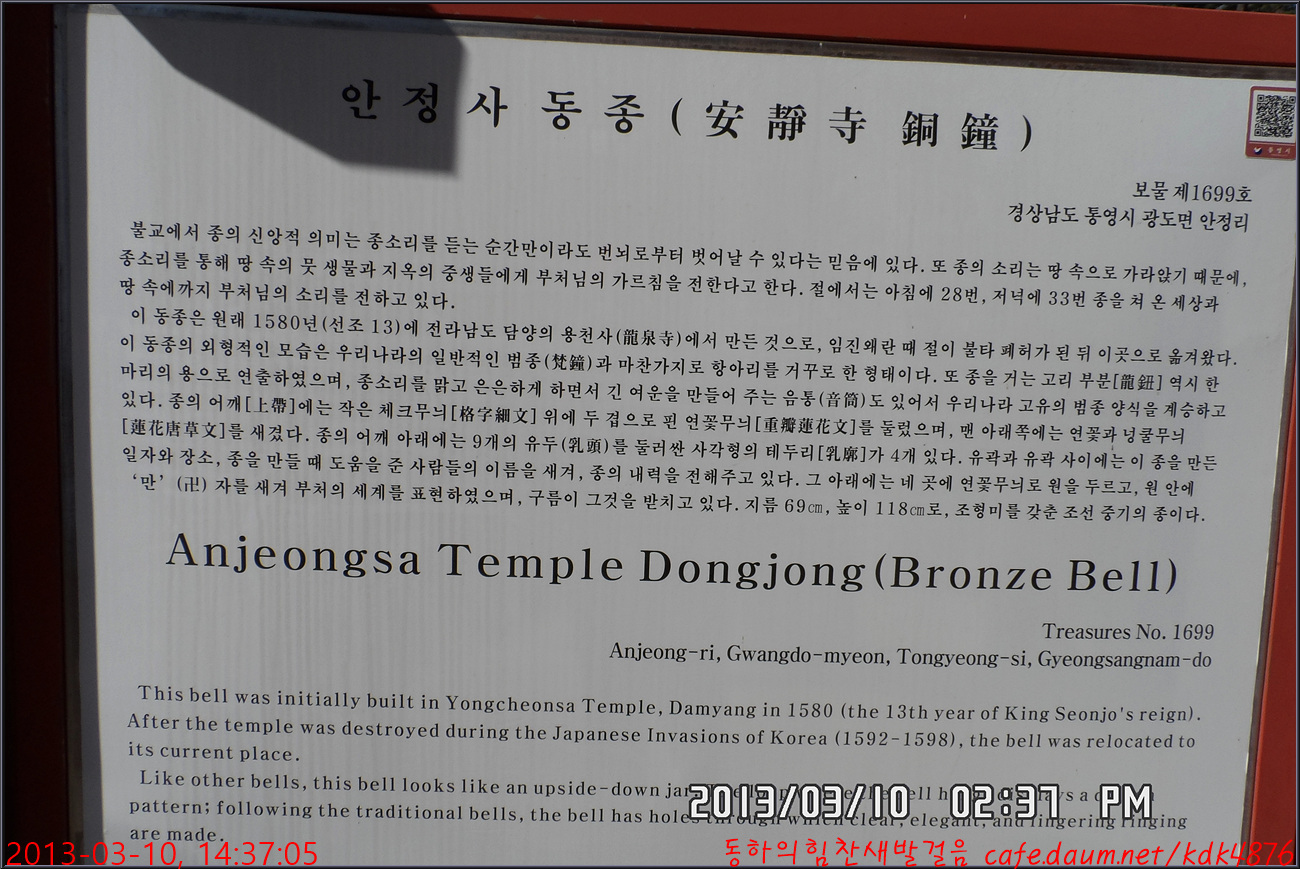 안정사 동종(安靜寺 銅鐘)
보물 제1699호
경상남도 통영시 광도면 안정리
불교에서 종의 신앙적 의미는 종소리를 듣는 순간만이라도 번뇌로부터 벗어날 수 있다는 믿음에 있다. 또 종의 소리는 땅 속으로 가라앉기 때문에,
종소리를 통해 땅 속의 뭇 생물과 지옥의 중생들에게 부처님의 가르침을 전한다고 한다. 절에서는 아침에 28번, 저녁에 33번 종을 쳐 온 세상과
땅 속에까지 부처님의 소리를 전하고 있다.
이 동종은 원래 1580년(선조 13)에 전라남도 담양의 용천사(龍泉寺)에서 만든 것으로, 임진왜란 때 절이 불타 폐허가 된 뒤 이곳으로 옮겨왔다.
이 동종의 외형적인 모습은 우리나라의 일반적인 범종(梵鐘)과 마찬가지로 항아리를 거꾸로 한 형태이다. 또 종을 거는 고리 부분[龍鈕] 역시 한
마리의 용으로 연출하였으며, 종소리를 맑고 은은하게 하면서 긴 여운을 만들어 주는 음통(音筒)도 있어서 우리나라 고유의 범종 양식을 계승하고
있다. 종의 어깨[上帶]에는 작은 체크무늬[格字細文] 위에 두 겹으로 핀 연꽃무늬[重瓣蓮花文]를 둘렀으며, 맨 아래쪽에는 연꽃과 넝쿨무늬
[蓮花唐草文]를 새겼다. 종의 어깨 아래에는 9개의 유두(乳頭)를 둘러싼 사각형의 테두리[乳廓]가 4개 있다. 유곽과 유곽 사이에는 이 종을 만든
일자와 장소, 종을 만들 때 도움을 준 사람들의 이름을 새겨, 종의 내력을 전해주고 있다. 그 아래에는 네 곳에 연꽃무늬로 원을 두르고, 원 안에
‘만’(卍) 자를 새겨 부처의 세계를 표현하였으며, 구름이 그것을 받치고 있다. 지름 69㎝, 높이 118㎝로, 조형미를 갖춘 조선 중기의 종이다.
Anjeongsa Temple Dongjong(Bronze Bell)
Treasures No. 1699
Anjeong-ri, Gwangdo-myeon, Tongyeong-si, Gyeongsangnam-do
This bell was initially built in Yongcheonsa Temple, Damyang in 1580 (the 13th year of King Seonjo's reign).
After the temple was destroyed during the Japanese Invasions of Korea (1592-1598), the bell was relocated to
its current place.
Like other bells, this bell looks like an upside-down jar.
pattern; following the traditional bells, the bell has holes through which clear, elegant, and lingering ringing
are made.
2013/03/10 02:37 PM
2013-03-10, 14:37:05
동하의힘찬새발걸음 cafe.daum.net/kdk4876